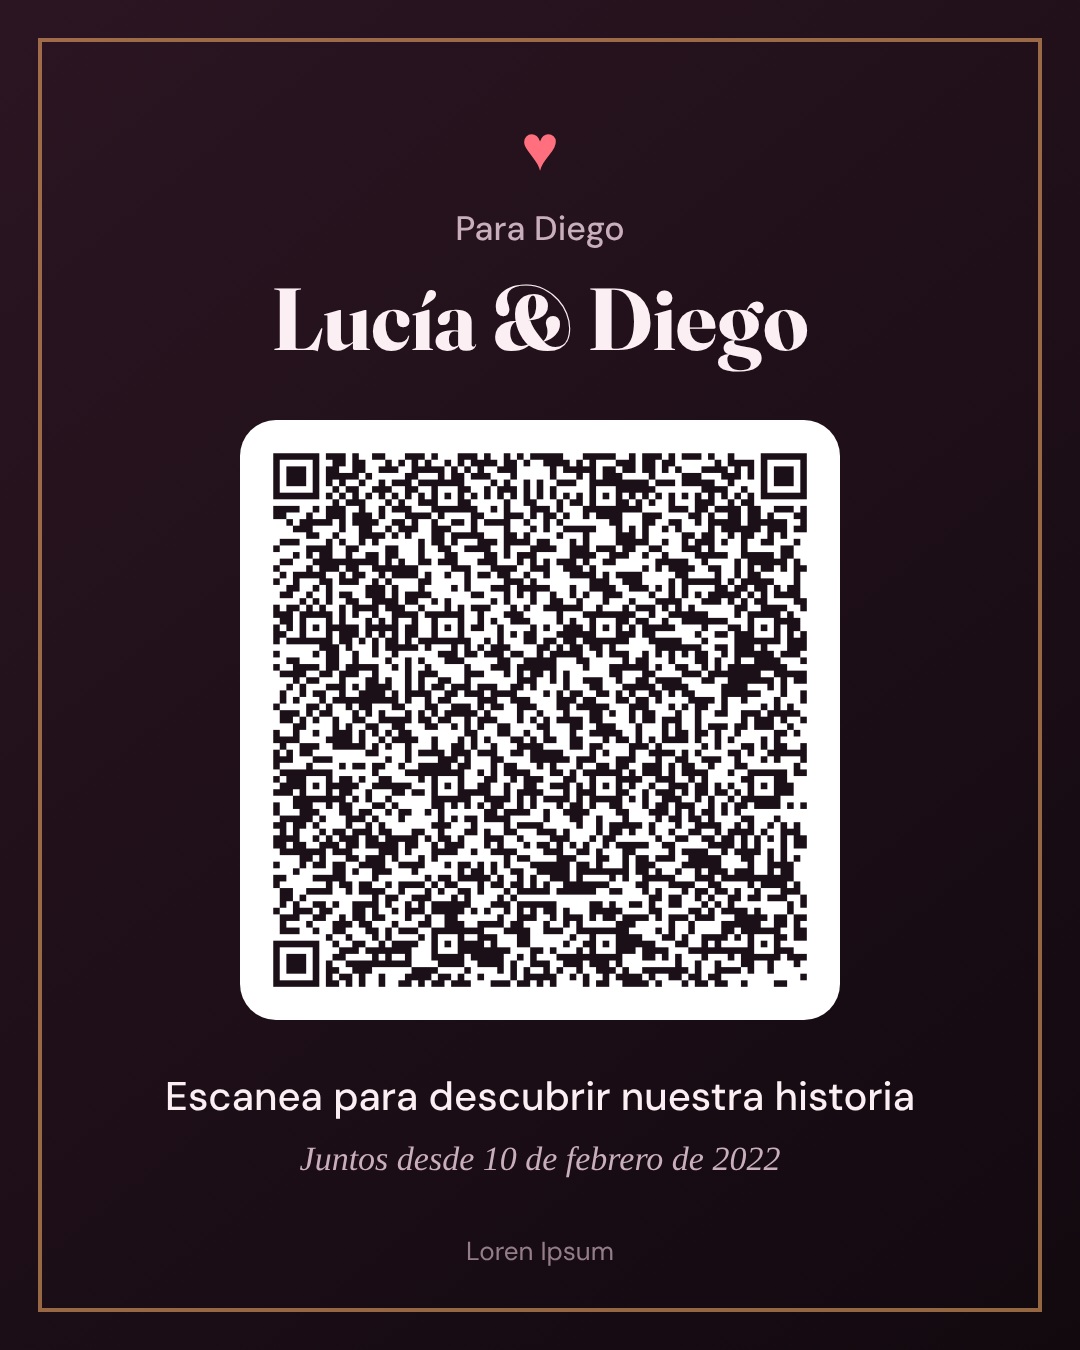 Para Diego
Lucía & Diego
Escanea para descubrir nuestra historia
Juntos desde 10 de febrero de 2022
Loren Ipsum